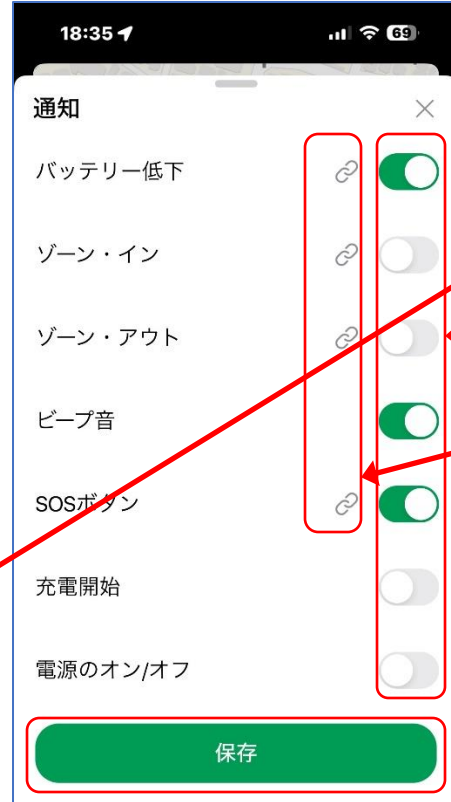 18:35
69
通知
バッテリー低下
ゾーン・イン
ゾーン・アウト
ビープ音
SOSボタン
充電開始
電源のオン/オフ
保存